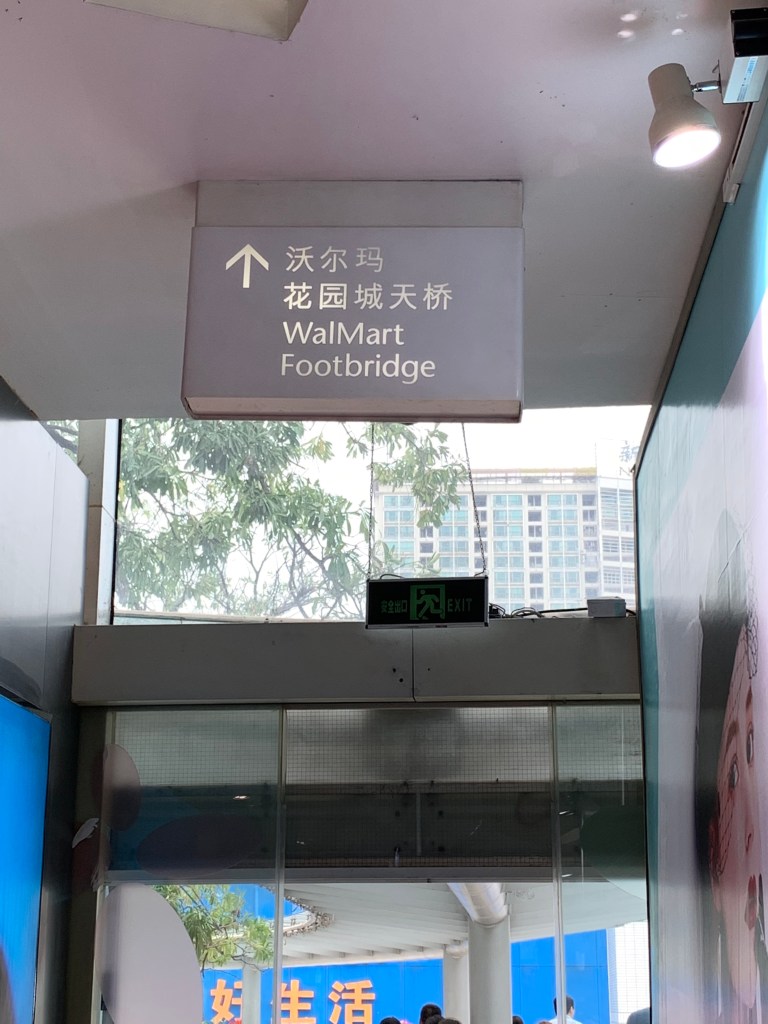 沃尔玛
花园城天桥
WalMart
Footbridge
安全出口 EXIT
好生活